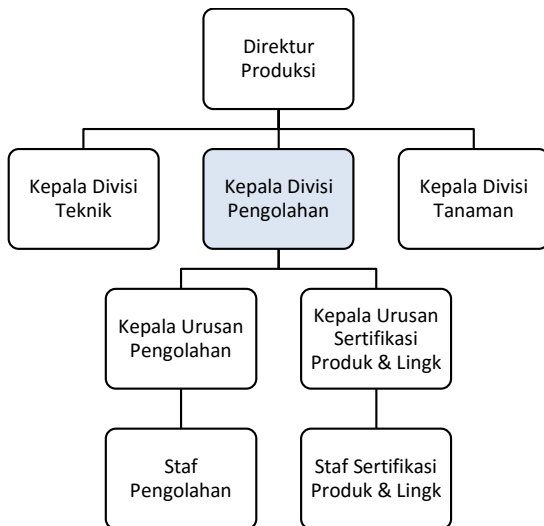 Direktur
Produksi
Kepala Divisi
Teknik
Kepala Divisi
Pengolahan
Kepala Divisi
Tanaman
Kepala Urusan
Pengolahan
Kepala Urusan
Sertifikasi
Produk & Lingk
Staf
Pengolahan
Staf Sertifikasi
Produk & Lingk